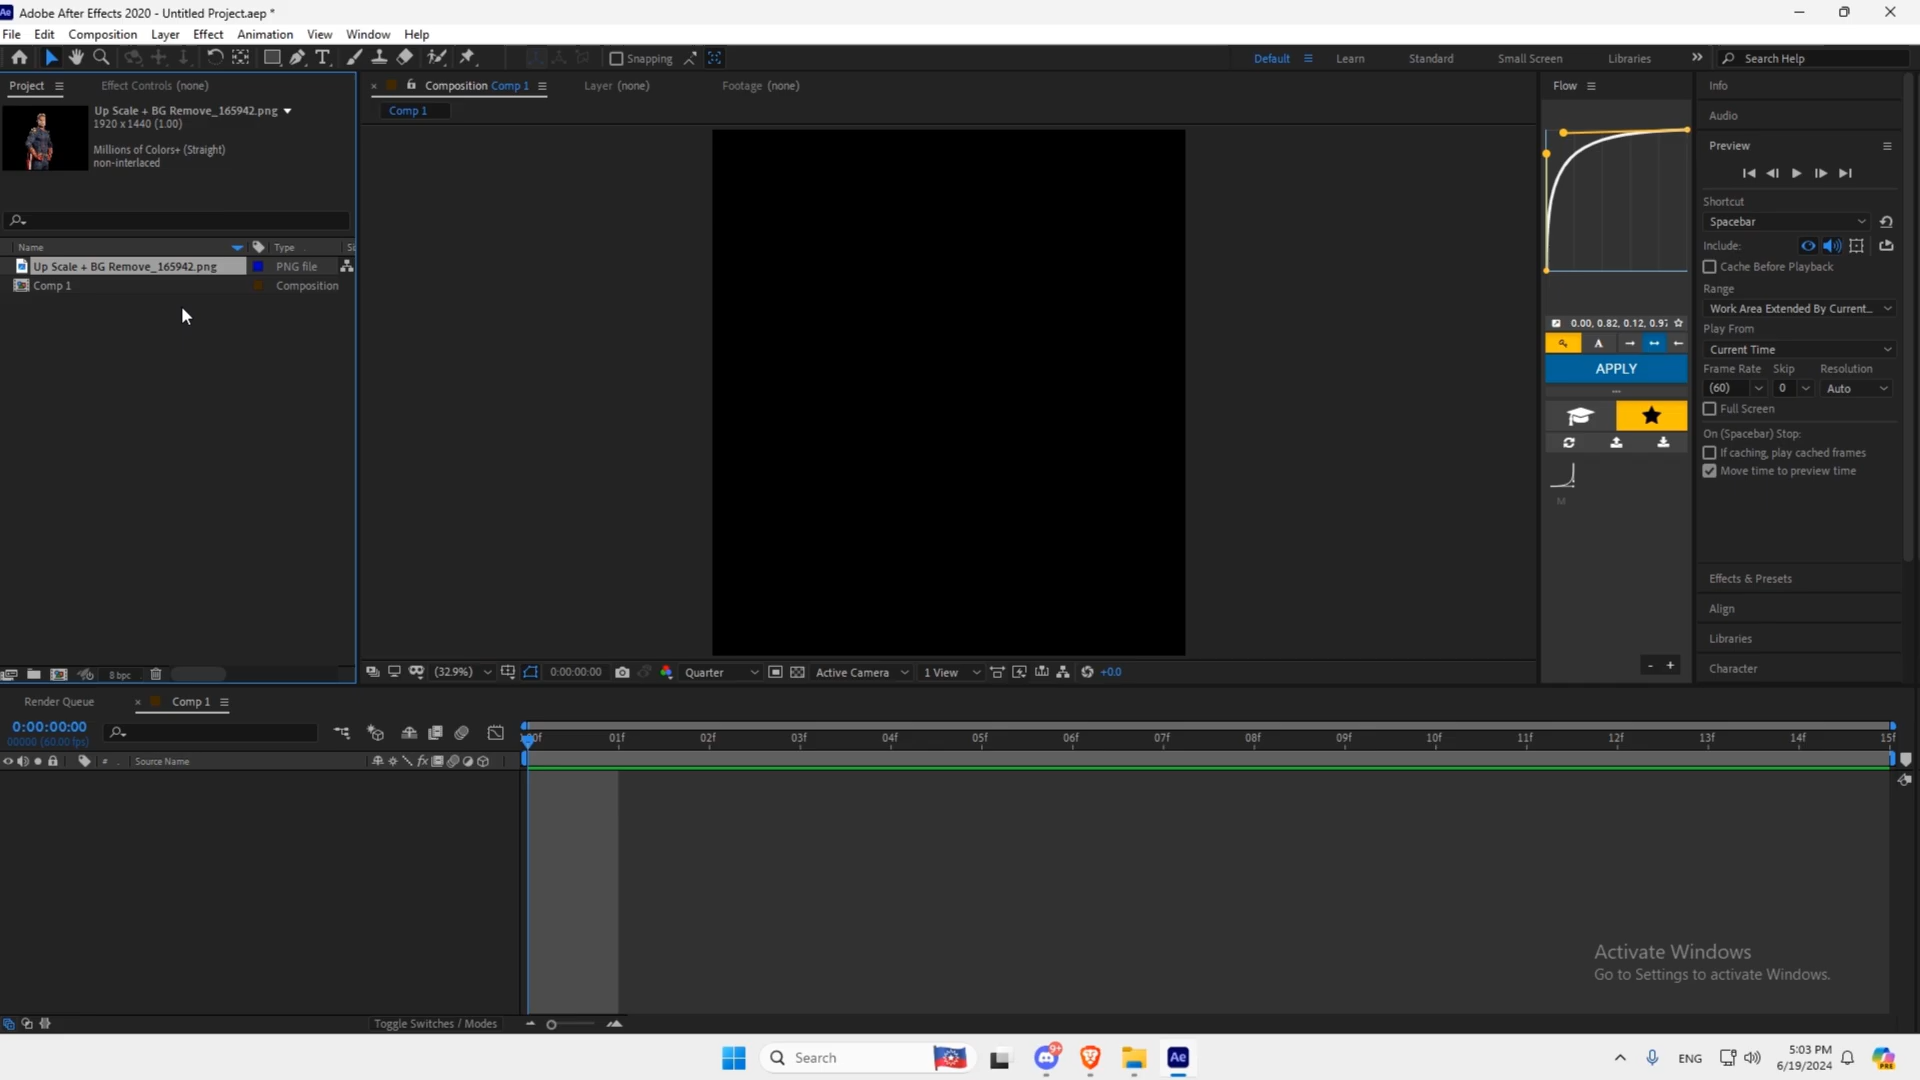 Ae Adobe After Effects 2020 - Untitled Project.aep *
File Edit Composition Layer Effect Animation View Window Help
T Snapping Default Learn Standard Small Screen Libraries Search Help
Project Effect Controls (none) Composition Comp 1 Layer (none) Footage (none) Flow Info
Up Scale + BG Remove_165942.png
1920 x 1440 (1.00)
Millions of Colors+ (Straight)
non-interlaced
Comp 1
Audio
Preview
Shortcut
Spacebar
Name Type
Include:
Up Scale + BG Remove_165942.png PNG file
Cache Before Playback
Comp 1 Composition
Range
Work Area Extended By Current...
0.00, 0.82, 0.12, 0.97
Play From
A
Current Time
APPLY
Frame Rate Skip Resolution
(60) 0 Auto
Full Screen
On (Spacebar) Stop:
If caching, play cached frames
Move time to preview time
M
Effects & Presets
Align
Libraries
Character
- +
8 bpc
(32.9%) 0:00:00:00 Quarter Active Camera 1 View +0.0
Render Queue Comp 1
0:00:00:00
00000 (60.00 fps)
01f 02f 03f 04f 05f 06f 07f 08f 09f 10f 11f 12f 13f 14f 15f
# Source Name fx
Activate Windows
Go to Settings to activate Windows.
Toggle Switches / Modes
Search 9+ Ae ENG 5:03 PM
6/19/2024 PRE